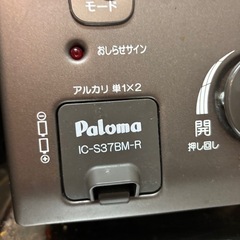 モード
おしらせサイン
アルカリ 単1×2
Paloma
IC-S37BM-R
開
押し回し